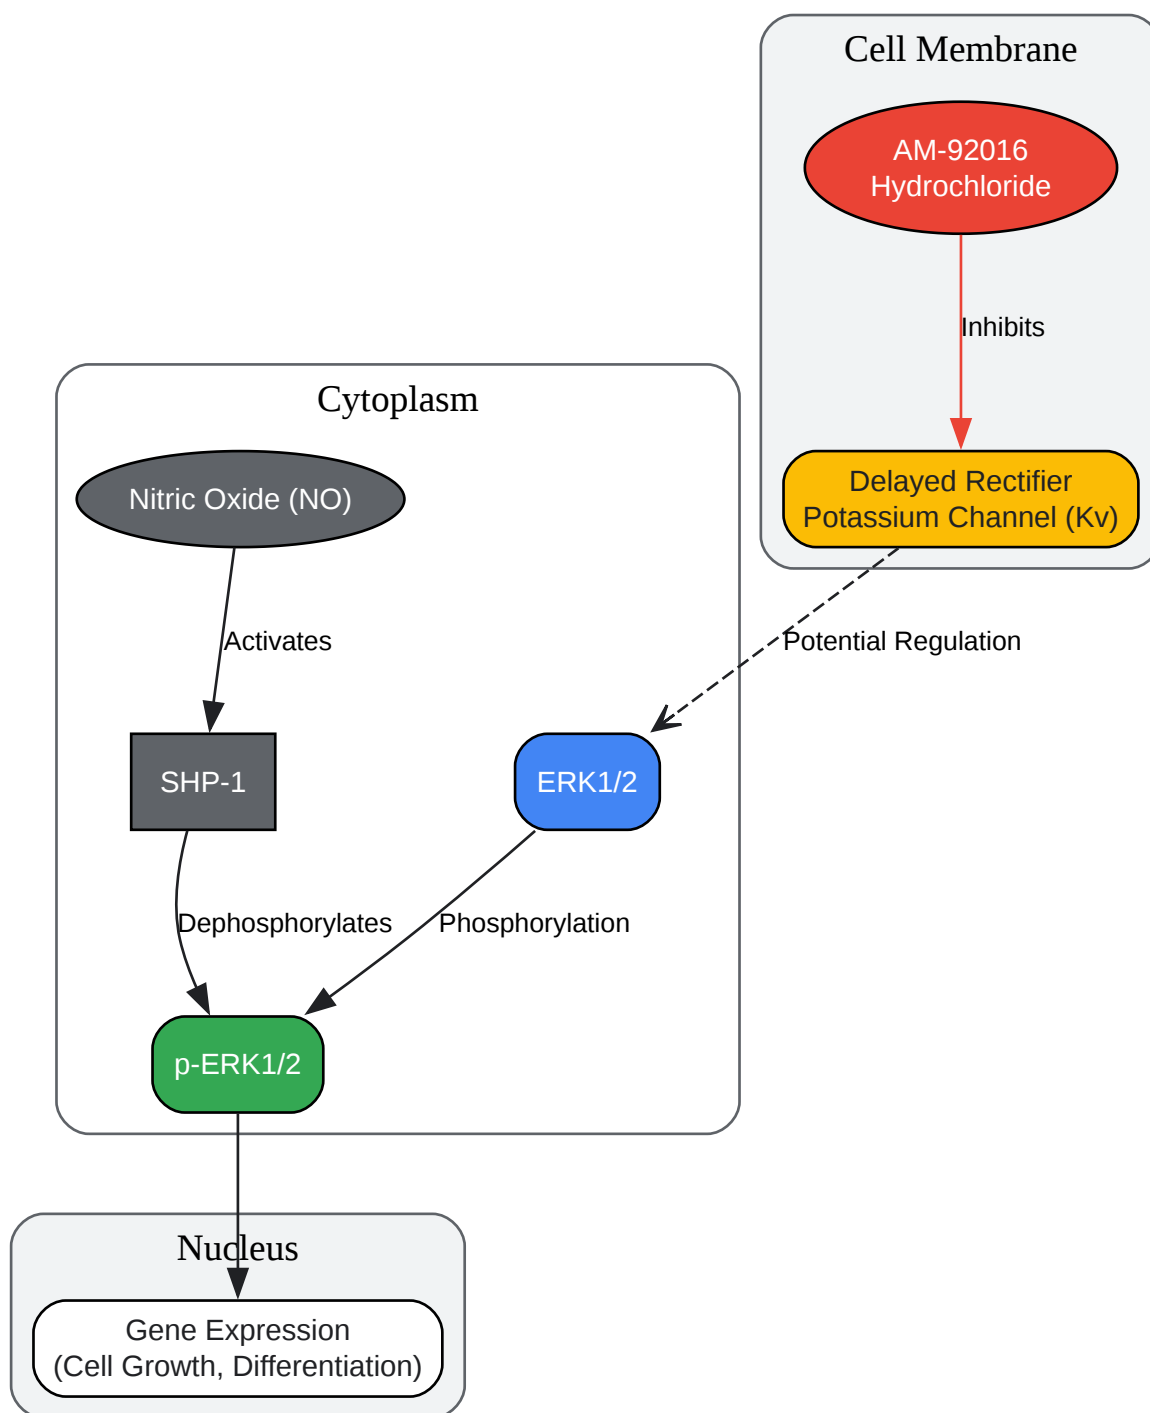 Cell Membrane
AM-92016
Hydrochloride
Inhibits
Cytoplasm
Nitric Oxide (NO)
Delayed Rectifier
Potassium Channel (Kv)
Activates
Potential Regulation
SHP-1
ERK1/2
Dephosphorylates
Phosphorylation
p-ERK1/2
Nucleus
Gene Expression
(Cell Growth, Differentiation)